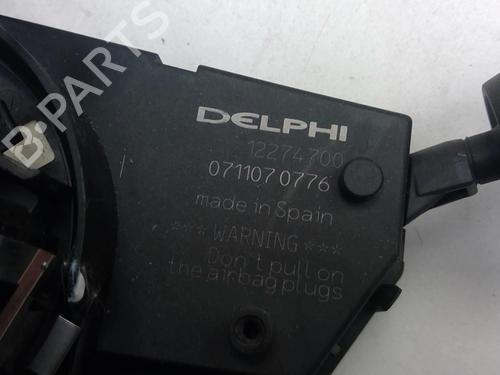 B-PARTS
DELPHI
12274700
071107 0776
made in Spain
*** WARNING ***
Don't pull on
the airbag plugs